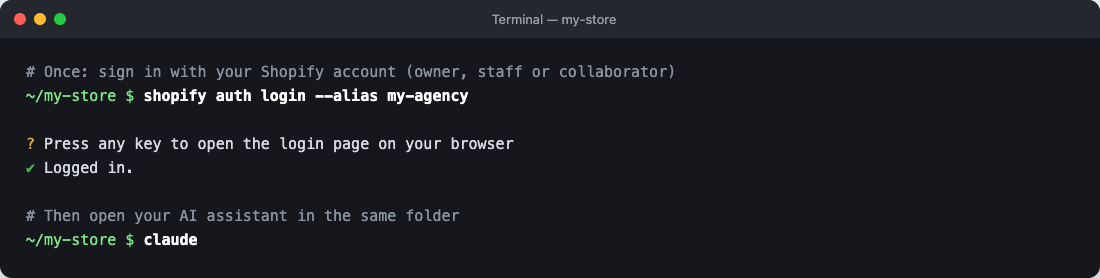 Terminal — my-store
# Once: sign in with your Shopify account (owner, staff or collaborator)
~/my-store $ shopify auth login --alias my-agency
? Press any key to open the login page on your browser
✔ Logged in.
# Then open your AI assistant in the same folder
~/my-store $ claude